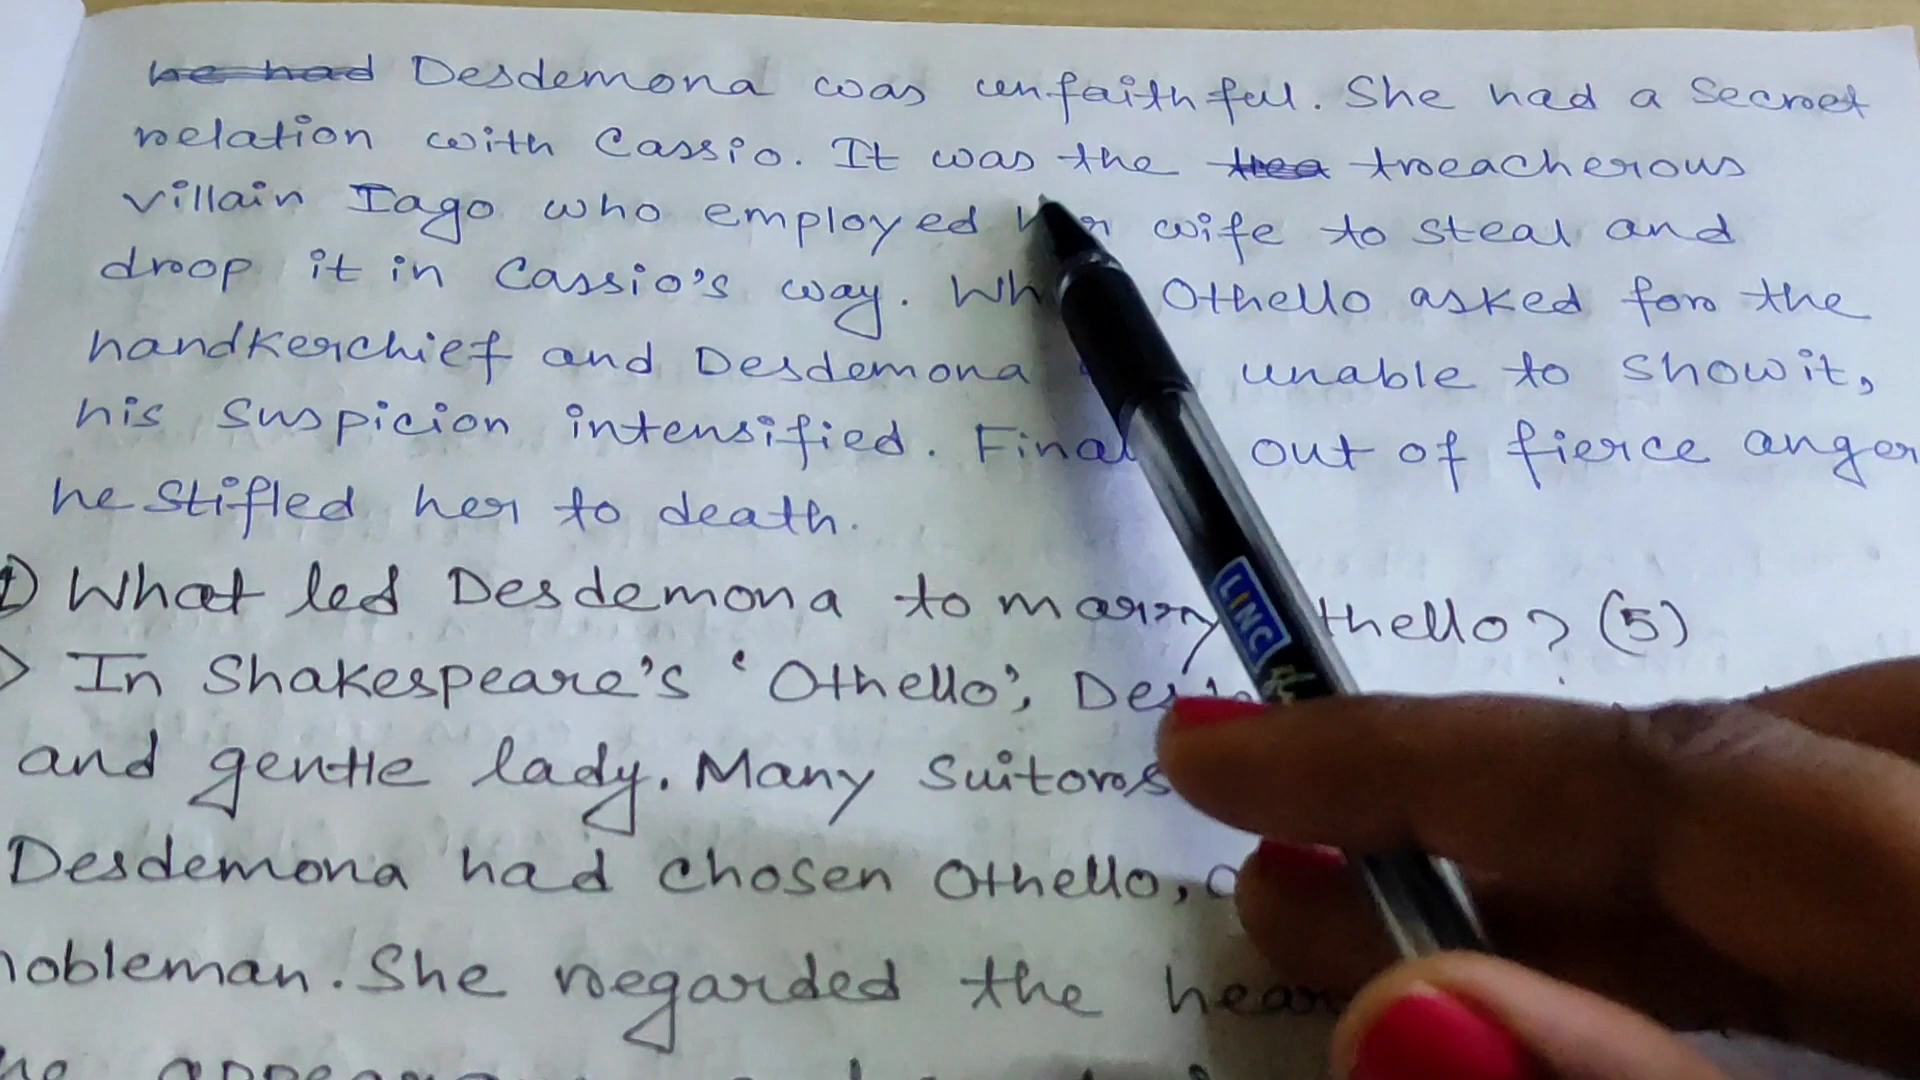 he had Desdemona was unfaithful. She had a Secret
relation with Cassio. It was the trea treacherous
villain Iago who employed wife to steal and
drop it in Cassio's way. Othello asked for the
handkerchief and Desdemona unable to show it,
his suspicion intensified. out of fierce anger
he stifled her to death.
What led Desdemona to marry thello? (5)
In Shakespeare's 'Othello',
and gentle lady. Many suitors
Desdemona had chosen Othello,
nobleman. She regarded the
LINC